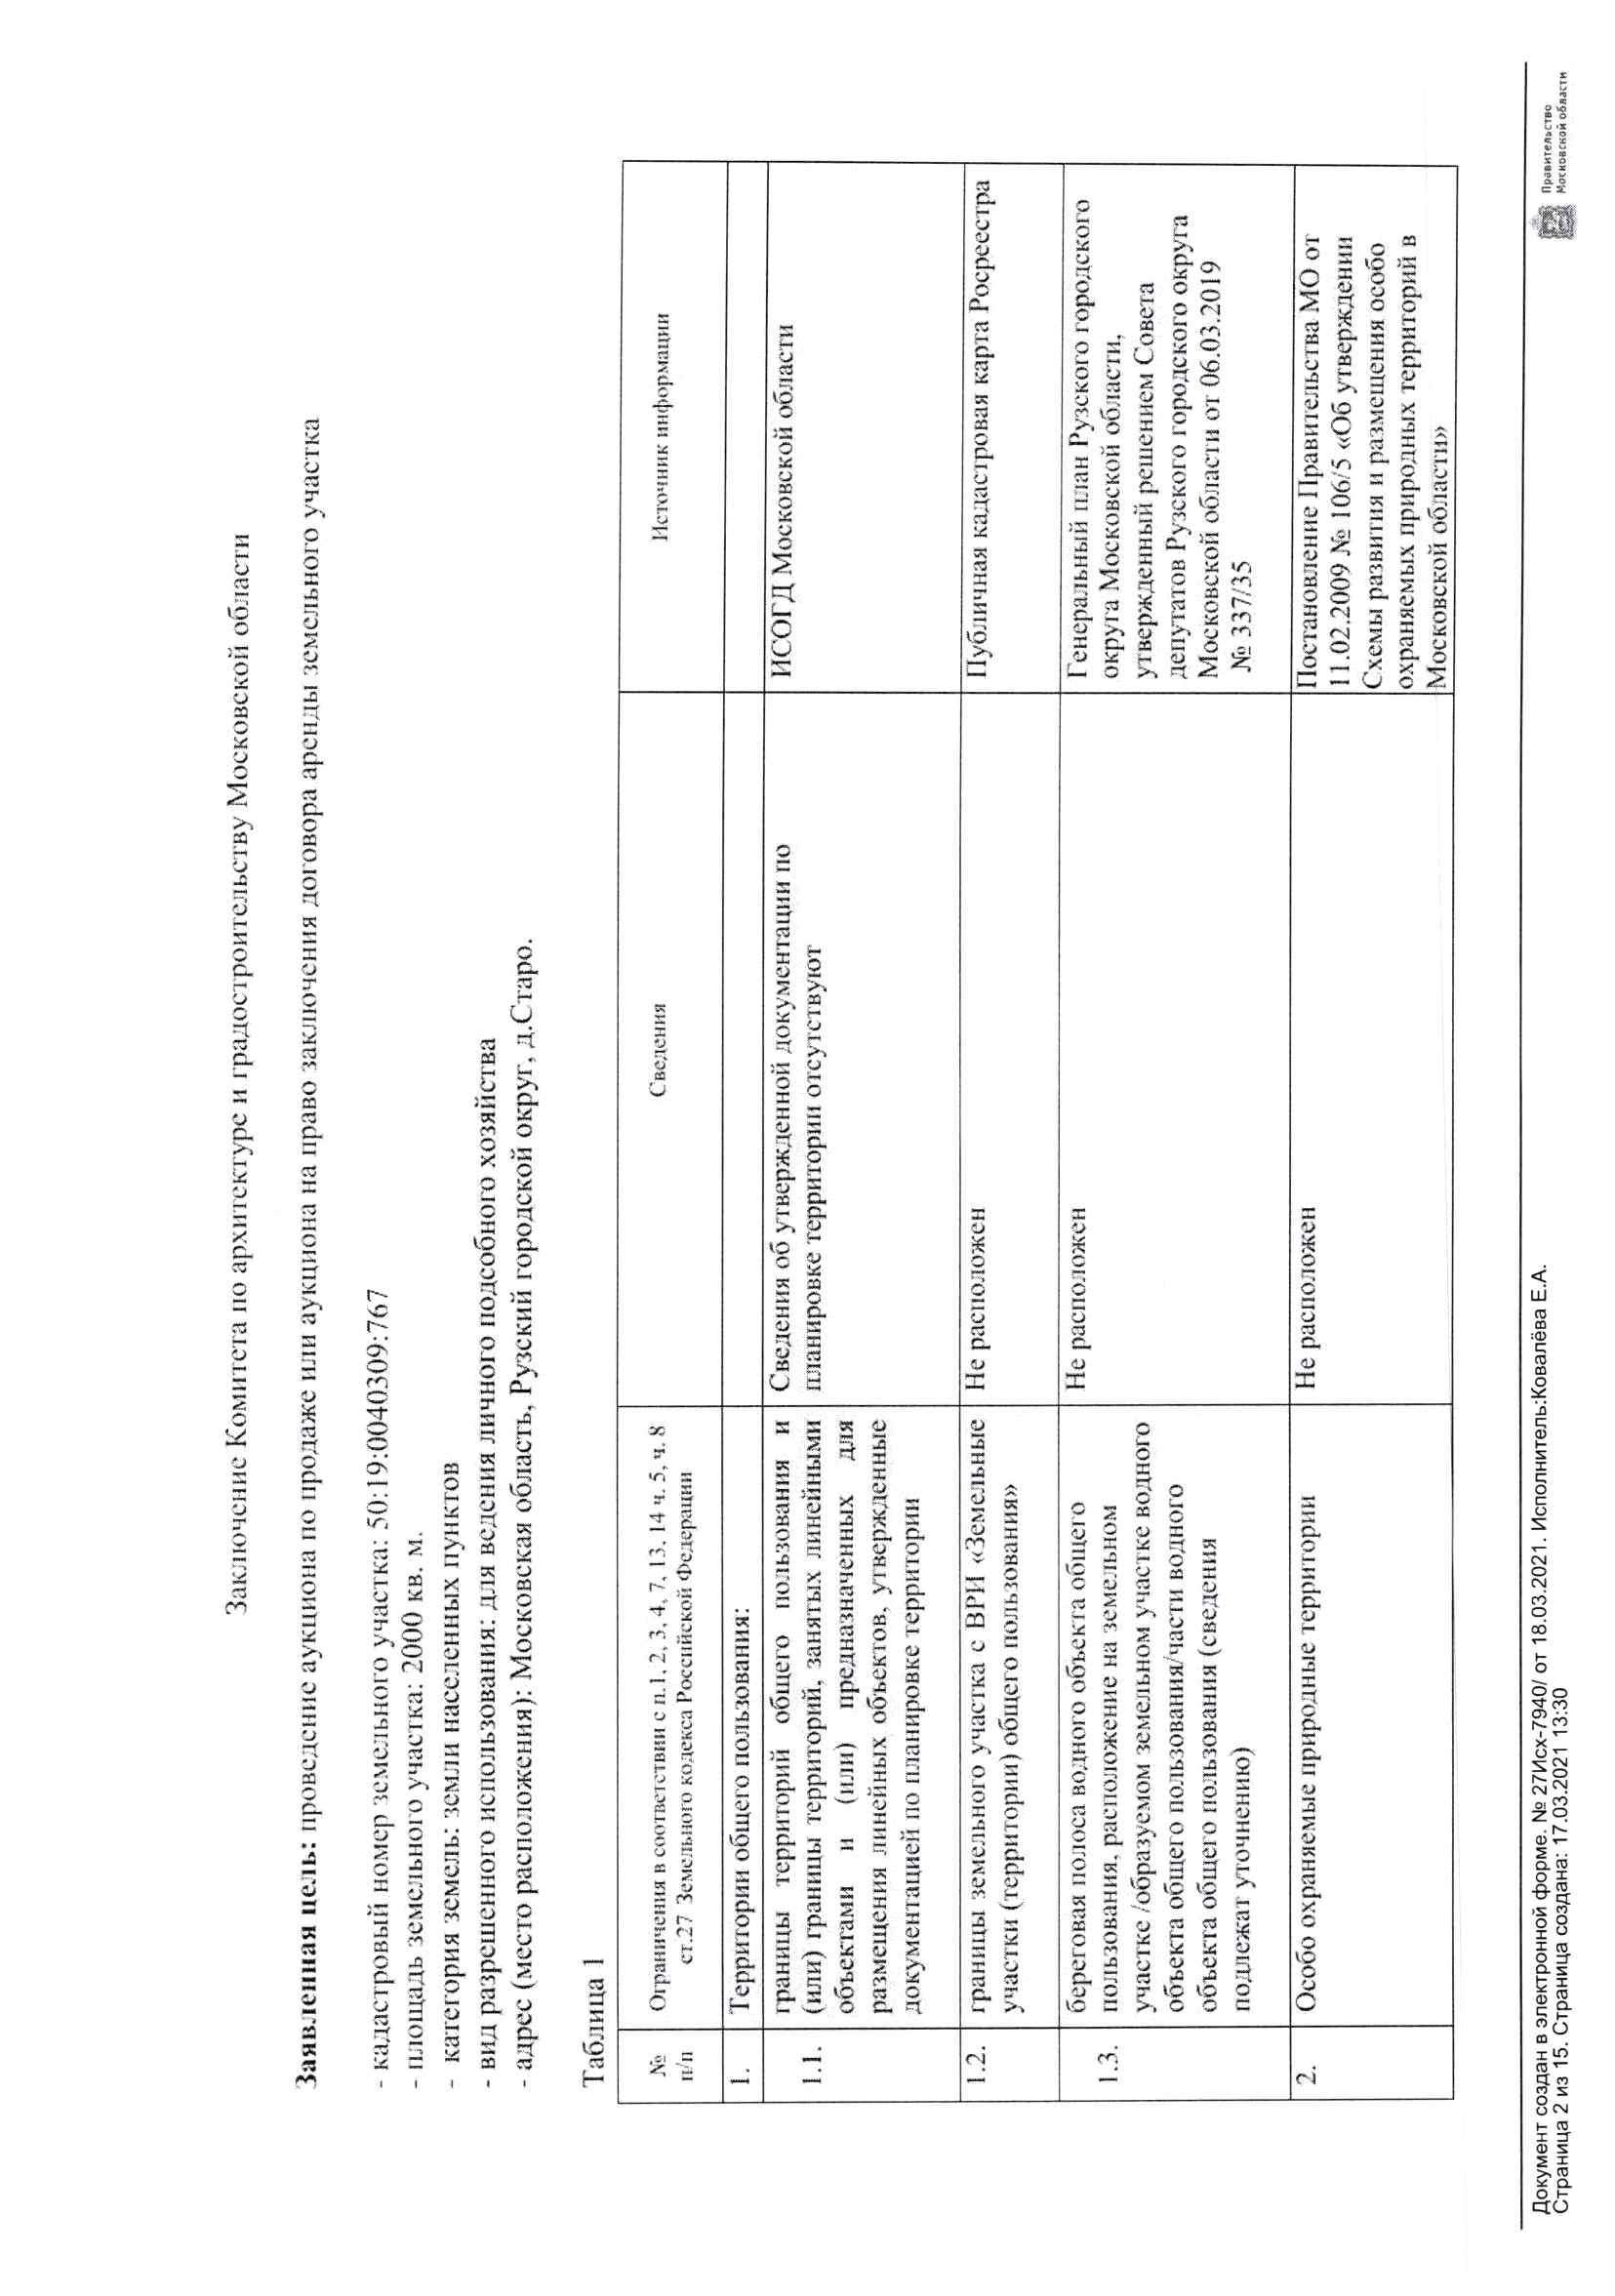 Заключение Комитета по архитектуре и градостроительству Московской области
Заявленная цель: проведение аукциона по продаже или аукциона на право заключения договора аренды земельного участка
- кадастровый номер земельного участка: 50:19:0040309:767
- площадь земельного участка: 2000 кв. м.
- категория земель: земли населенных пунктов
- вид разрешенного использования: для ведения личного подсобного хозяйства
- адрес (место расположения): Московская область, Рузский городской округ, д.Старо.
Таблица 1
№
п/п
Ограничения в соответствии с п.1, 2, 3, 4, 7, 13, 14 ч. 5, ч. 8
ст.27 Земельного кодекса Российской Федерации
Сведения
Источник информации
1.
Территории общего пользования:
1.1.
границы территорий общего пользования и
(или) границы территорий, занятых линейными
объектами и (или) предназначенных для
размещения линейных объектов, утвержденные
документацией по планировке территории
Сведения об утвержденной документации по
планировке территории отсутствуют
ИСОГД Московской области
1.2.
границы земельного участка с ВРИ «Земельные
участки (территории) общего пользования»
Не расположен
Публичная кадастровая карта Росреестра
1.3.
береговая полоса водного объекта общего
пользования, расположение на земельном
участке /образуемом земельном участке водного
объекта общего пользования/части водного
объекта общего пользования (сведения
подлежат уточнению)
Не расположен
Генеральный план Рузского городского
округа Московской области,
утвержденный решением Совета
депутатов Рузского городского округа
Московской области от 06.03.2019
№ 337/35
2.
Особо охраняемые природные территории
Не расположен
Постановление Правительства МО от
11.02.2009 № 106/5 «Об утверждении
Схемы развития и размещения особо
охраняемых природных территорий в
Московской области»
Документ создан в электронной форме. № 27Исх-7940/ от 18.03.2021. Исполнитель:Ковалёва Е.А.
Страница 2 из 15. Страница создана: 17.03.2021 13:30
Правительство
Московской области